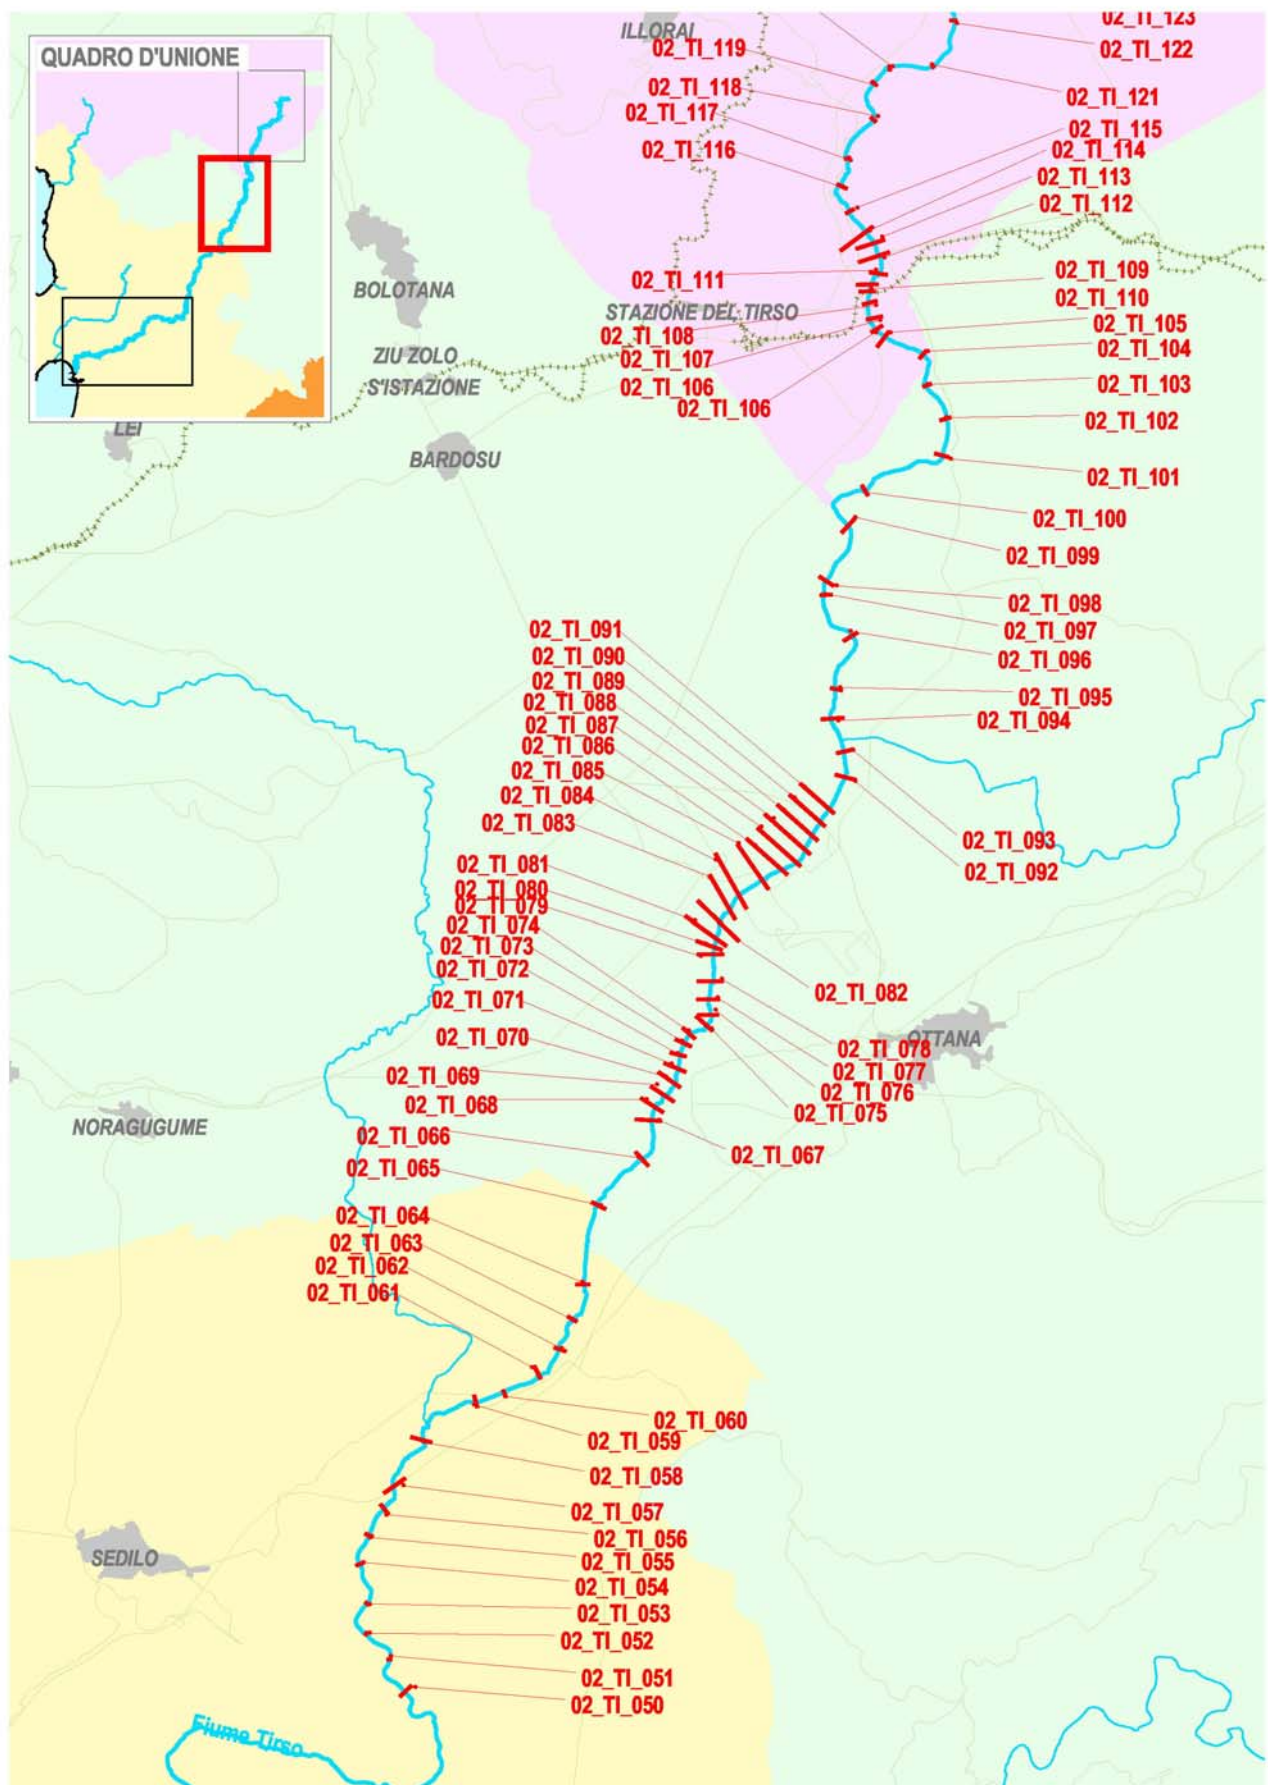 ILLORAI
02_TI_123
02_TI_122
02_TI_119
QUADRO D'UNIONE
02_TI_118
02_TI_121
02_TI_117
02_TI_115
02_TI_116
02_TI_114
02_TI_113
02_TI_112
02_TI_109
02_TI_111
BOLOTANA
02_TI_110
STAZIONE DEL TIRSO
02_TI_105
02_TI_108
02_TI_104
ZIU ZOLO
02_TI_107
S'ISTAZIONE
02_TI_106
02_TI_103
02_TI_106
02_TI_102
LEI
BARDOSU
02_TI_101
02_TI_100
02_TI_099
02_TI_098
02_TI_091
02_TI_097
02_TI_090
02_TI_096
02_TI_089
02_TI_095
02_TI_088
02_TI_094
02_TI_087
02_TI_086
02_TI_085
02_TI_084
02_TI_083
02_TI_093
02_TI_081
02_TI_092
02_TI_080
02_TI_079
02_TI_074
02_TI_073
02_TI_072
02_TI_082
02_TI_071
02_TI_070
OTTANA
02_TI_078
02_TI_069
02_TI_077
02_TI_076
02_TI_068
02_TI_075
NORAGUGUME
02_TI_066
02_TI_067
02_TI_065
02_TI_064
02_TI_063
02_TI_062
02_TI_061
02_TI_060
02_TI_059
02_TI_058
02_TI_057
02_TI_056
SEDILO
02_TI_055
02_TI_054
02_TI_053
02_TI_052
02_TI_051
02_TI_050
Fiume Tirso